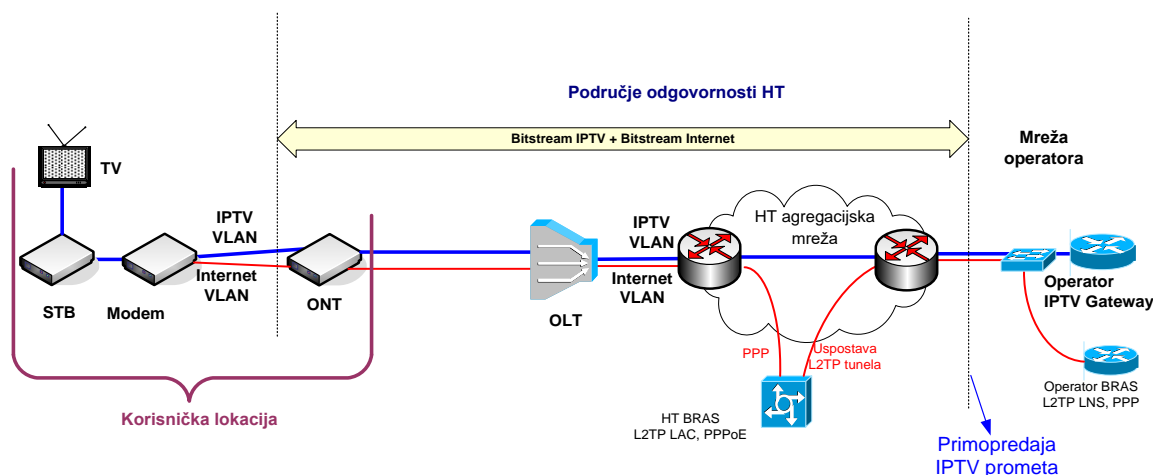 Područje odgovornosti HT
Bitstream IPTV + Bitstream Internet
Mreža
operatora
TV
IPTV
VLAN
Internet
VLAN
STB
Modem
ONT
OLT
IPTV
VLAN
Internet
VLAN
HT agregacijska
mreža
Operator
IPTV Gateway
PPP
Uspostava
L2TP tunela
HT BRAS
L2TP LAC, PPPoE
Operator BRAS
L2TP LNS, PPP
Korisnička lokacija
Primopredaja
IPTV prometa